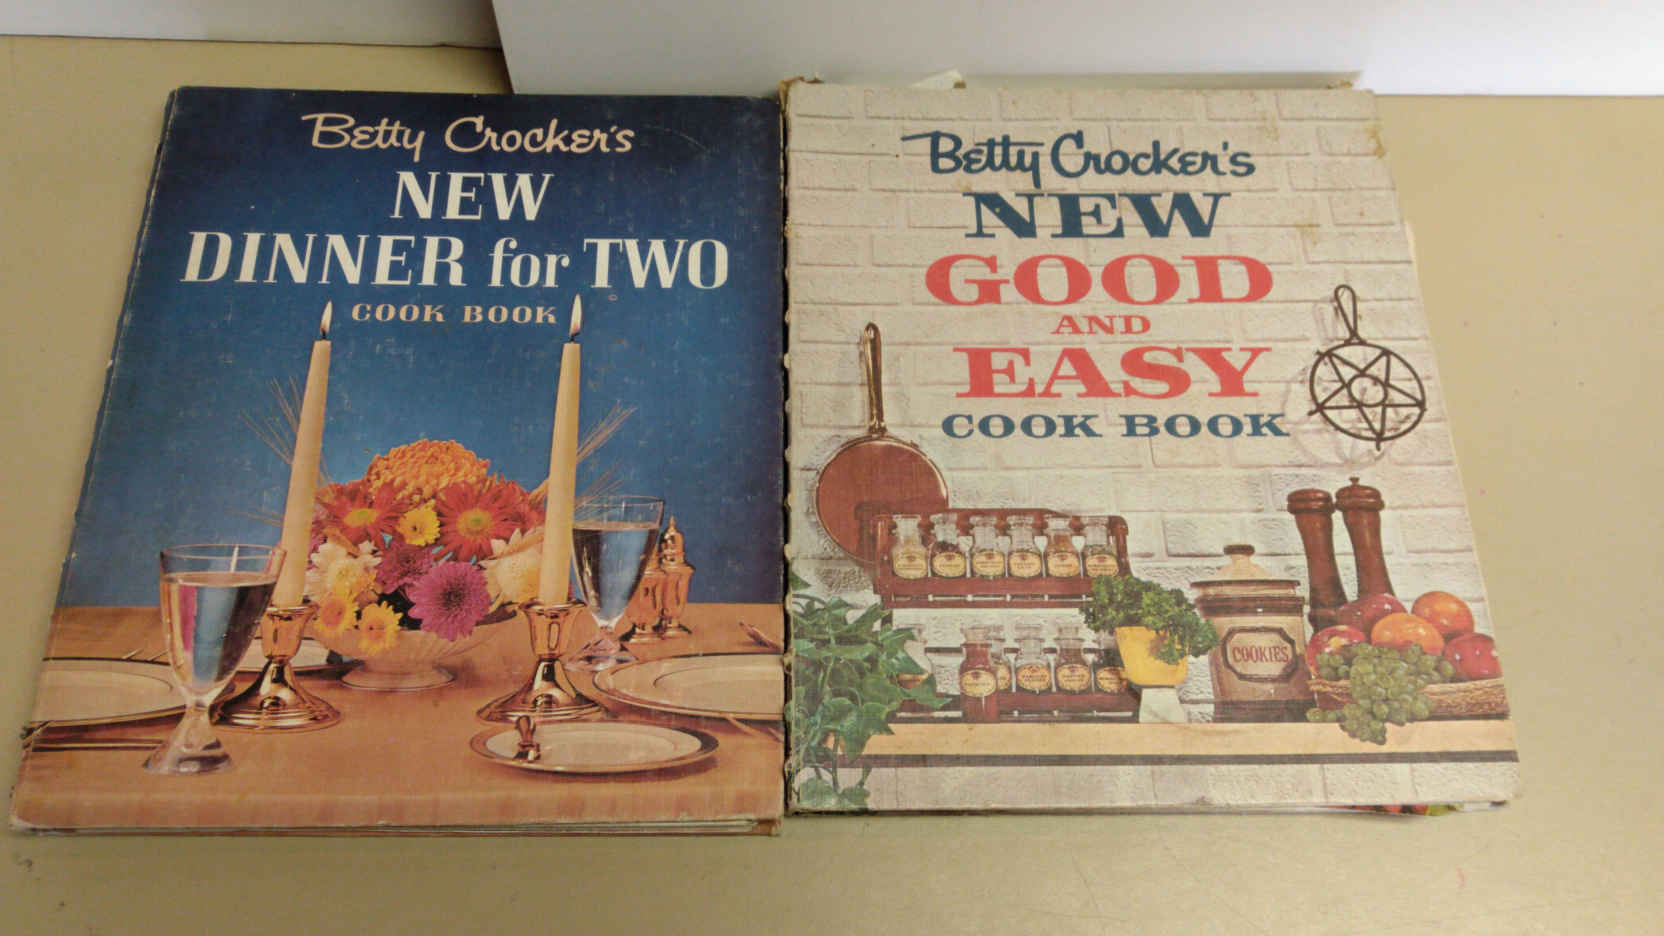 Betty Crocker's
NEW
DINNER for TWO
COOK BOOK
Betty Crocker's
NEW
GOOD
AND
EASY
COOK BOOK
COOKIES